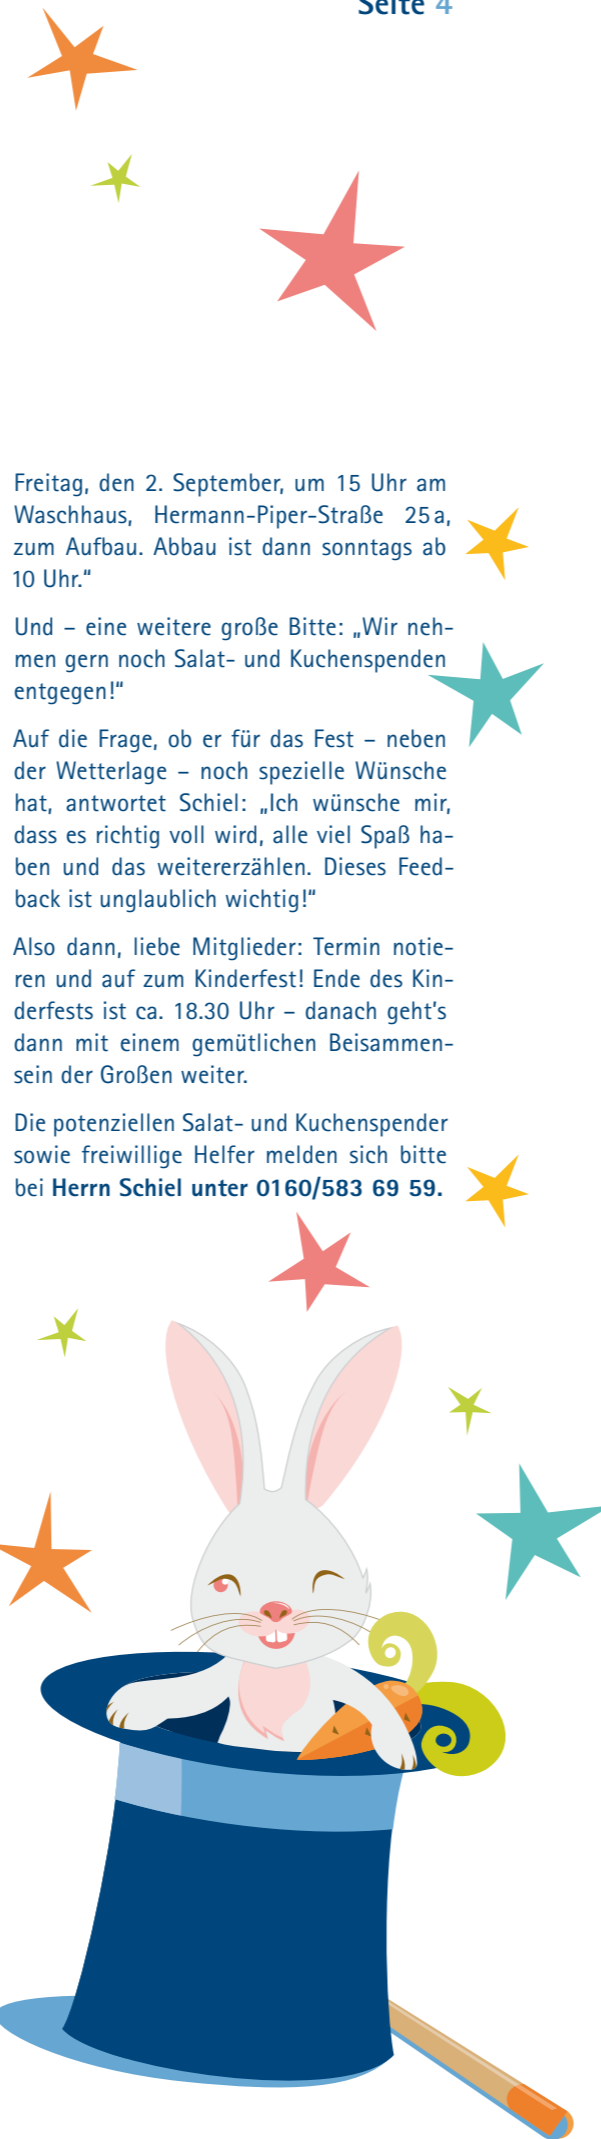 Seite 4
Freitag, den 2. September, um 15 Uhr am
Waschhaus, Hermann-Piper-Straße 25 a,
zum Aufbau. Abbau ist dann sonntags ab
10 Uhr.“
Und – eine weitere große Bitte: „Wir neh-
men gern noch Salat- und Kuchenspenden
entgegen!“
Auf die Frage, ob er für das Fest – neben
der Wetterlage – noch spezielle Wünsche
hat, antwortet Schiel: „Ich wünsche mir,
dass es richtig voll wird, alle viel Spaß ha-
ben und das weitererzählen. Dieses Feed-
back ist unglaublich wichtig!“
Also dann, liebe Mitglieder: Termin notie-
ren und auf zum Kinderfest! Ende des Kin-
derfests ist ca. 18.30 Uhr – danach geht’s
dann mit einem gemütlichen Beisammen-
sein der Großen weiter.
Die potenziellen Salat- und Kuchenspender
sowie freiwillige Helfer melden sich bitte
bei Herrn Schiel unter 0160/583 69 59.